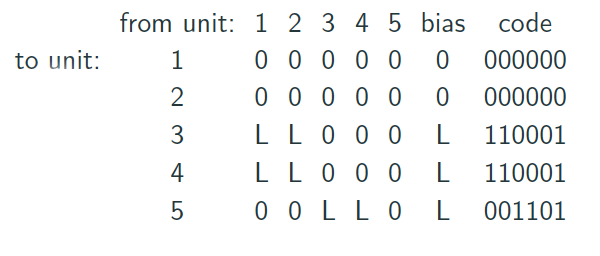 from unit: 1 2 3 4 5 bias code
to unit: 1 0 0 0 0 0 0 000000
2 0 0 0 0 0 0 000000
3 L L 0 0 0 L 110001
4 L L 0 0 0 L 110001
5 0 0 L L 0 L 001101